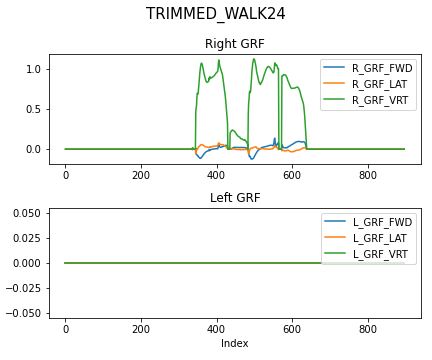 TRIMMED_WALK24
Right GRF
1.0
0.5
0.0
R_GRF_FWD
R_GRF_LAT
R_GRF_VRT
0 200 400 600 800
Left GRF
0.050
0.025
0.000
−0.025
−0.050
L_GRF_FWD
L_GRF_LAT
L_GRF_VRT
0 200 400 600 800
Index